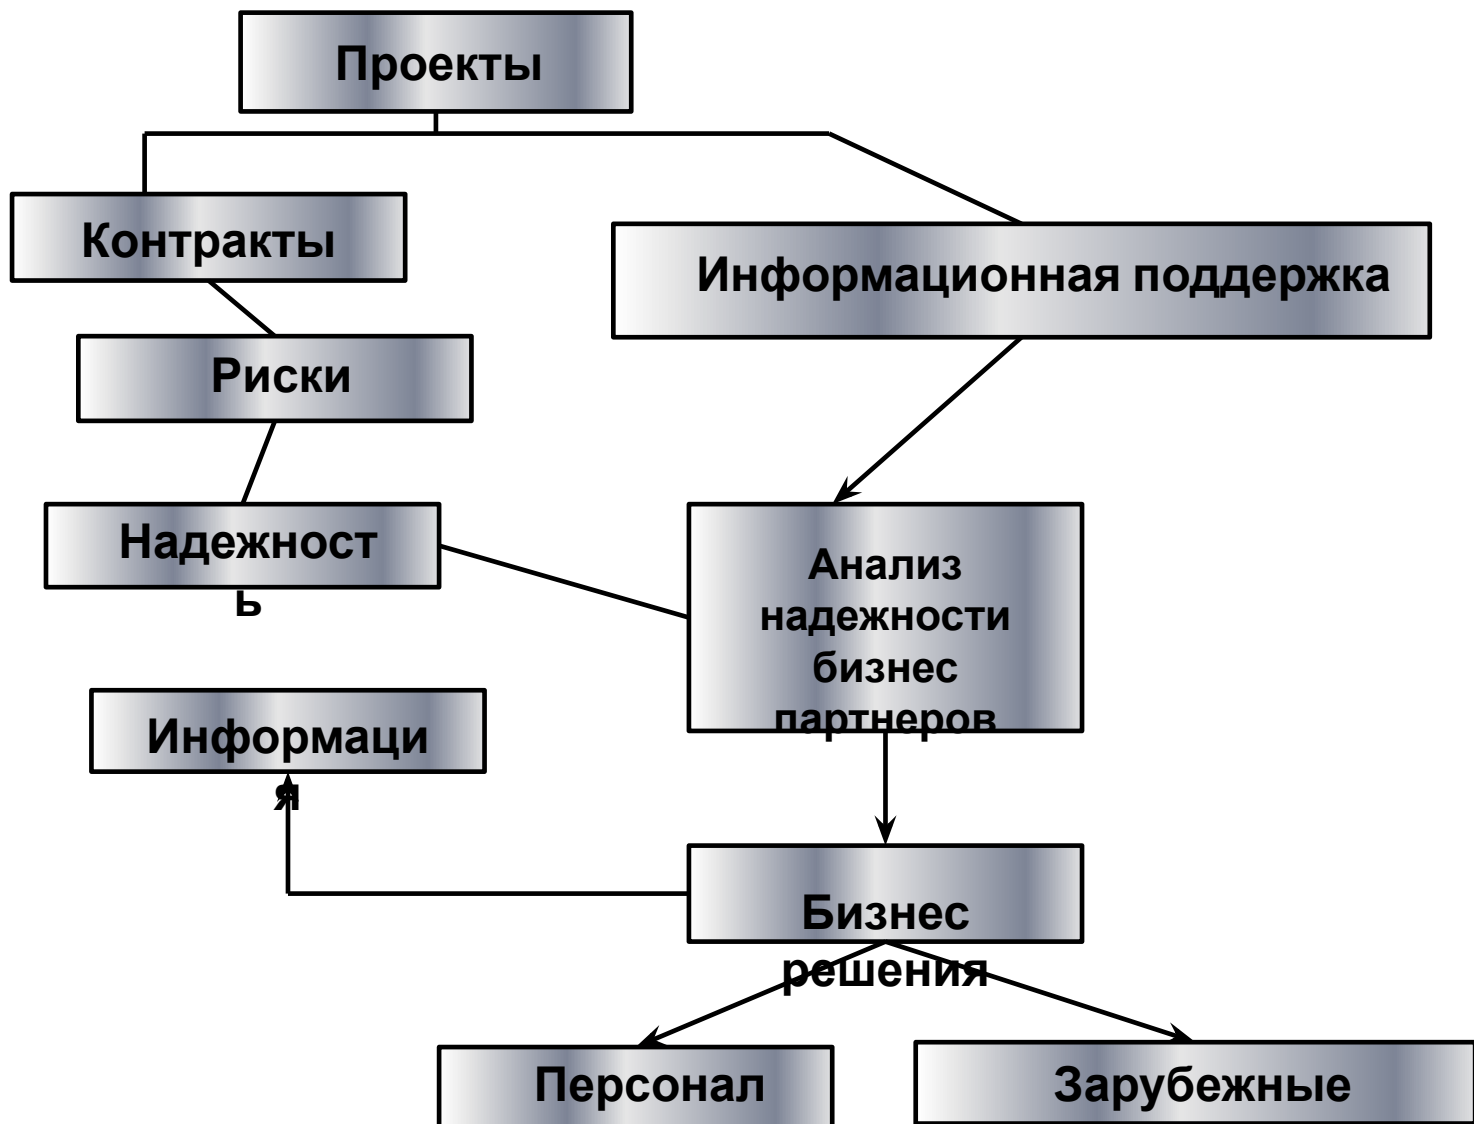 Проекты
Контракты
Информационная поддержка
Риски
Надежност
ь
Анализ
надежности
бизнес
партнеров
Информаци
я
Бизнес
решения
Персонал
Зарубежные